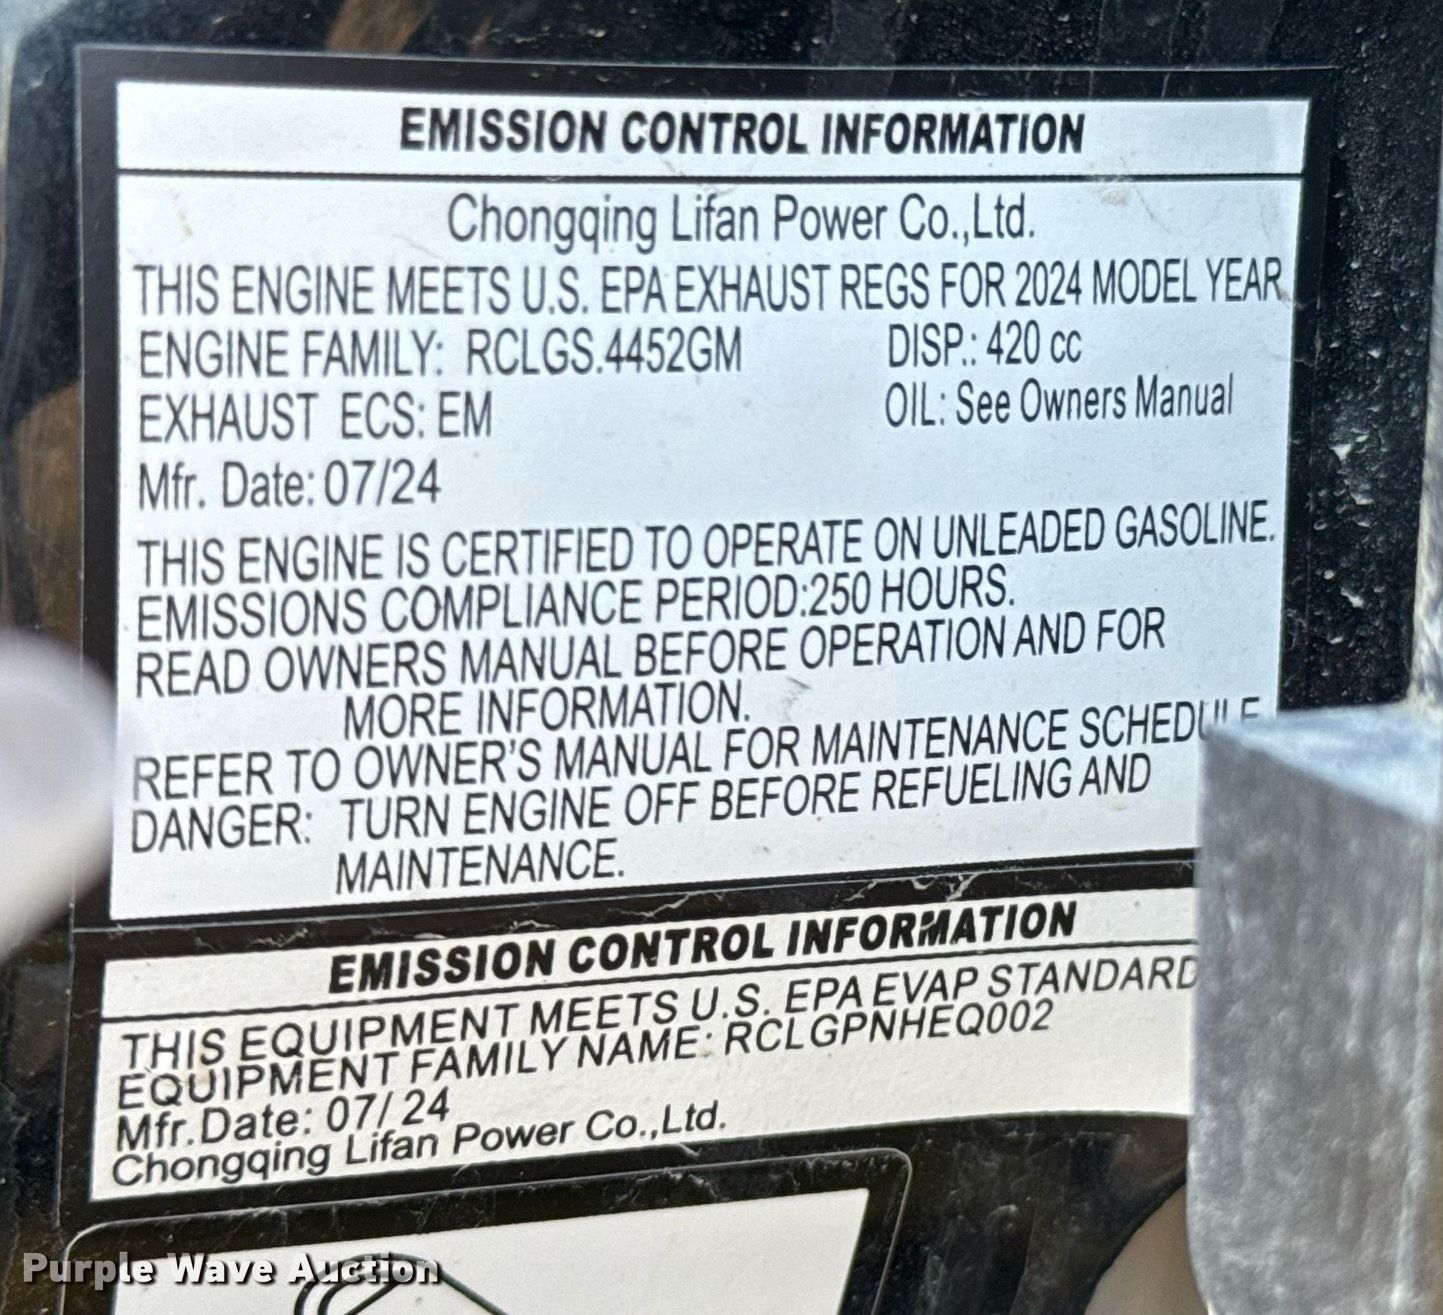 EMISSION CONTROL INFORMATION
Chongqing Lifan Power Co.,Ltd.
THIS ENGINE MEETS U.S. EPA EXHAUST REGS FOR 2024 MODEL YEAR
ENGINE FAMILY: RCLGS.4452GM DISP.: 420 cc
EXHAUST ECS: EM OIL: See Owners Manual
Mfr. Date: 07/24
THIS ENGINE IS CERTIFIED TO OPERATE ON UNLEADED GASOLINE.
EMISSIONS COMPLIANCE PERIOD:250 HOURS.
READ OWNERS MANUAL BEFORE OPERATION AND FOR
MORE INFORMATION.
REFER TO OWNER'S MANUAL FOR MAINTENANCE SCHEDULE
DANGER: TURN ENGINE OFF BEFORE REFUELING AND
MAINTENANCE.
EMISSION CONTROL INFORMATION
THIS EQUIPMENT MEETS U.S. EPA EVAP STANDARD
EQUIPMENT FAMILY NAME: RCLGPNHEQ002
Mfr.Date: 07/24
Chongqing Lifan Power Co.,Ltd.
Purple Wave Auction